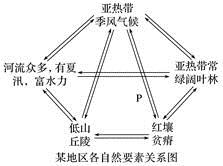 亚热带
季风气候
河流众多,有夏
汛,富水力
亚热带常
绿阔叶林
P
低山
丘陵
红壤
贫瘠
某地区各自然要素关系图